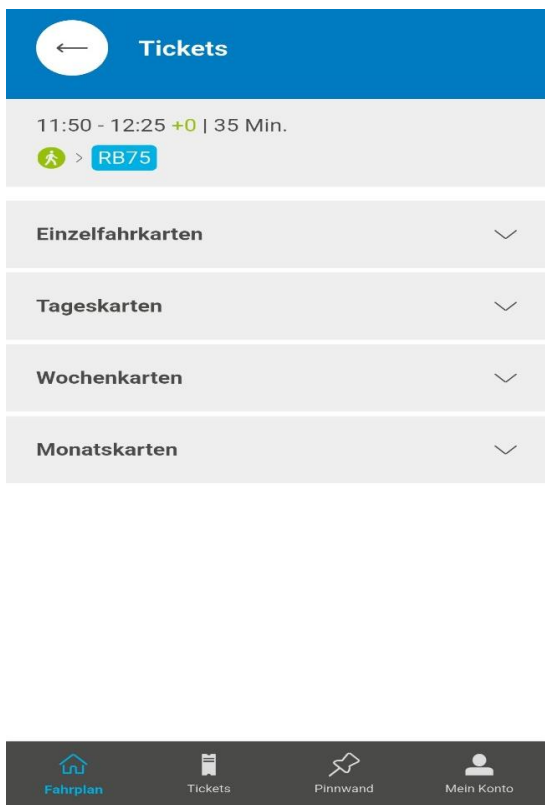 Tickets
11:50 - 12:25 +0 | 35 Min.
> RB75
Einzelfahrkarten
Tageskarten
Wochenkarten
Monatskarten
Fahrplan Tickets Pinnwand Mein Konto